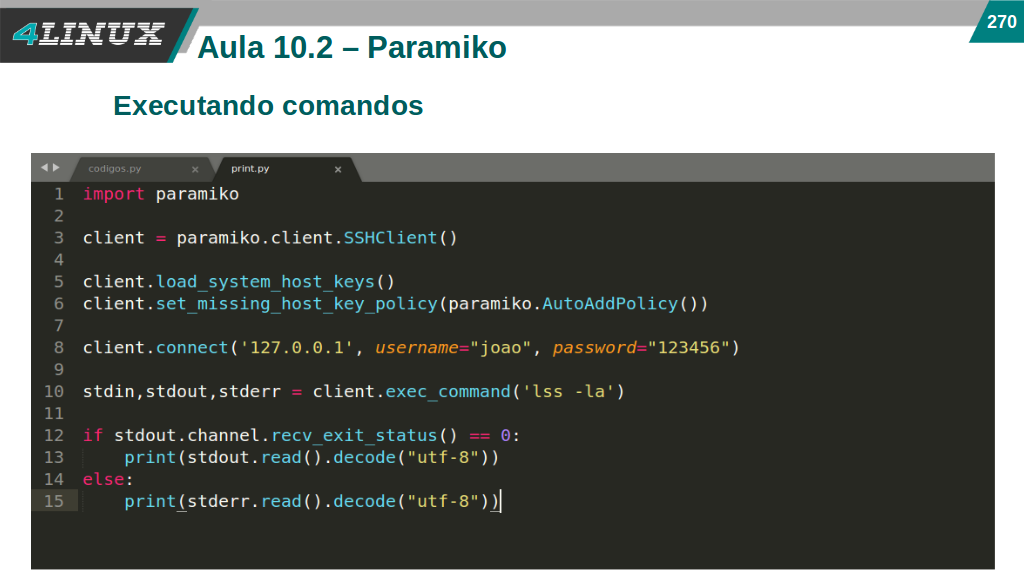 4LINUX
270
Aula 10.2 – Paramiko
Executando comandos
codigos.py x print.py x
1 import paramiko
2
3 client = paramiko.client.SSHClient()
4
5 client.load_system_host_keys()
6 client.set_missing_host_key_policy(paramiko.AutoAddPolicy())
7
8 client.connect('127.0.0.1', username="joao", password="123456")
9
10 stdin,stdout,stderr = client.exec_command('lss -la')
11
12 if stdout.channel.recv_exit_status() == 0:
13     print(stdout.read().decode("utf-8"))
14 else:
15     print(stderr.read().decode("utf-8"))